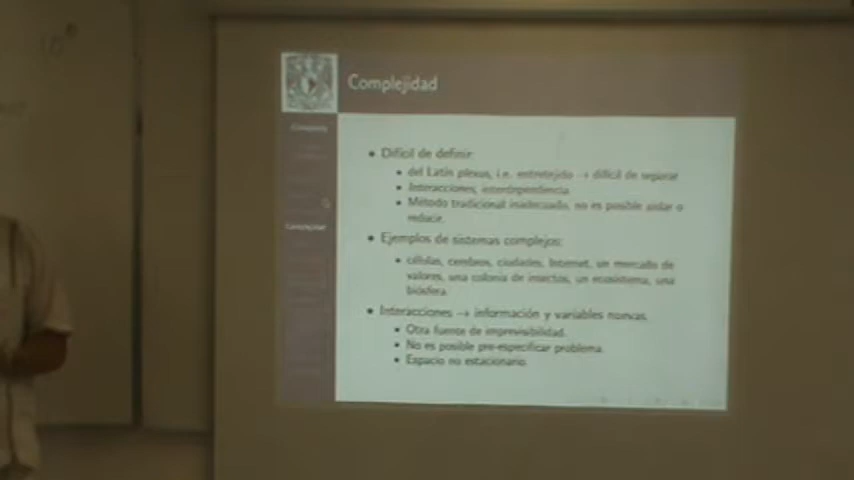 Complejidad
Complejidad
• Difícil de definir:
• del Latín plexus, i.e. entretejido → difícil de separar
• Interacciones, interdependencia.
• Método tradicional inadecuado, no es posible aislar o
reducir.
• Ejemplos de sistemas complejos:
• células, cerebros, ciudades, Internet, un mercado de
valores, una colonia de insectos, un ecosistema, una
biósfera.
• Interacciones → información y variables nuevas.
• Otra fuente de imprevisibilidad.
• No es posible pre-especificar problema.
• Espacio no estacionario.